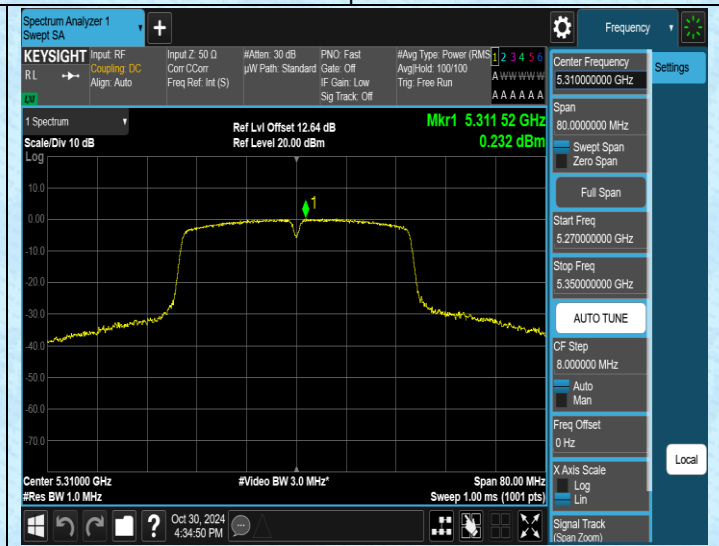 Spectrum Analyzer 1
Swept SA
Frequency
KEYSIGHT
RL
Input: RF
Coupling: DC
Align: Auto
Input Z: 50 Ω
Corr CCorr
Freq Ref: Int (S)
#Atten: 30 dB
µW Path: Standard
PNO: Fast
Gate: Off
IF Gain: Low
Sig Track: Off
#Avg Type: Power (RMS
Avg|Hold: 100/100
Trig: Free Run
1 2 3 4 5 6
A W W W W W
A A A A A A
1 Spectrum
Scale/Div 10 dB
Log
Ref Lvl Offset 12.64 dB
Ref Level 20.00 dBm
Mkr1 5.311 52 GHz
0.232 dBm
1
10.0
0.00
-10.0
-20.0
-30.0
-40.0
-50.0
-60.0
-70.0
Center 5.31000 GHz
#Res BW 1.0 MHz
#Video BW 3.0 MHz*
Span 80.00 MHz
Sweep 1.00 ms (1001 pts)
Oct 30, 2024
4:34:50 PM
Center Frequency
5.310000000 GHz
Span
80.0000000 MHz
Swept Span
Zero Span
Full Span
Start Freq
5.270000000 GHz
Stop Freq
5.350000000 GHz
AUTO TUNE
CF Step
8.000000 MHz
Auto
Man
Freq Offset
0 Hz
X Axis Scale
Log
Lin
Signal Track
(Span Zoom)
Settings
Local